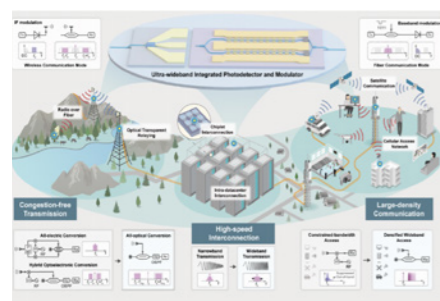 IF modulation
Wireless Communication Mode
Baseband modulation
Fiber Communication Mode
Ultra-wideband Integrated Photodetector and Modulator
Satellite
Communication
Radio over
Fiber
Optical Transparent
Relaying
Chiplet
Interconnection
Cellular Access
Network
Intra-datacenter
Interconnection
Congestion-free
Transmission
High-speed
Interconnection
Large-density
Communication
All-electric Conversion
Hybrid Optoelectronic Conversion
All-optical Conversion
Narrowband
Transmission
Wideband
Transmission
Constrained-bandwidth
Access
Densified Wideband
Access